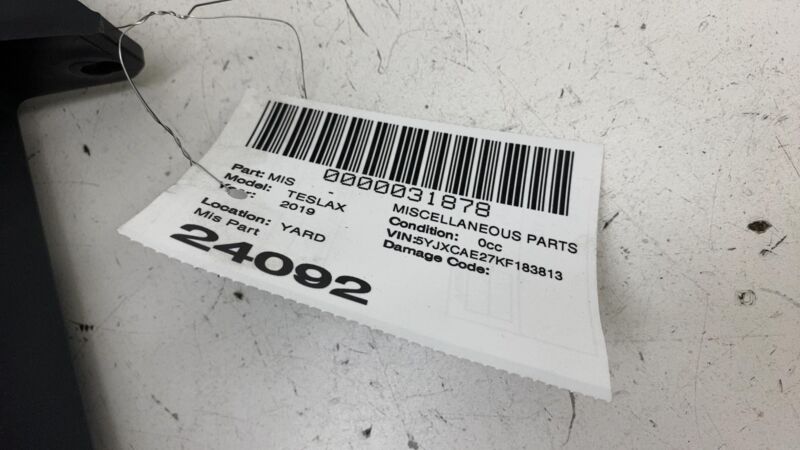 0000031878
Part: MIS - MISCELLANEOUS PARTS
Model: TESLAX Condition: 0cc
Year: 2019 VIN:5YJXCAE27KF183813
Location: YARD Damage Code:
Mis Part
24092